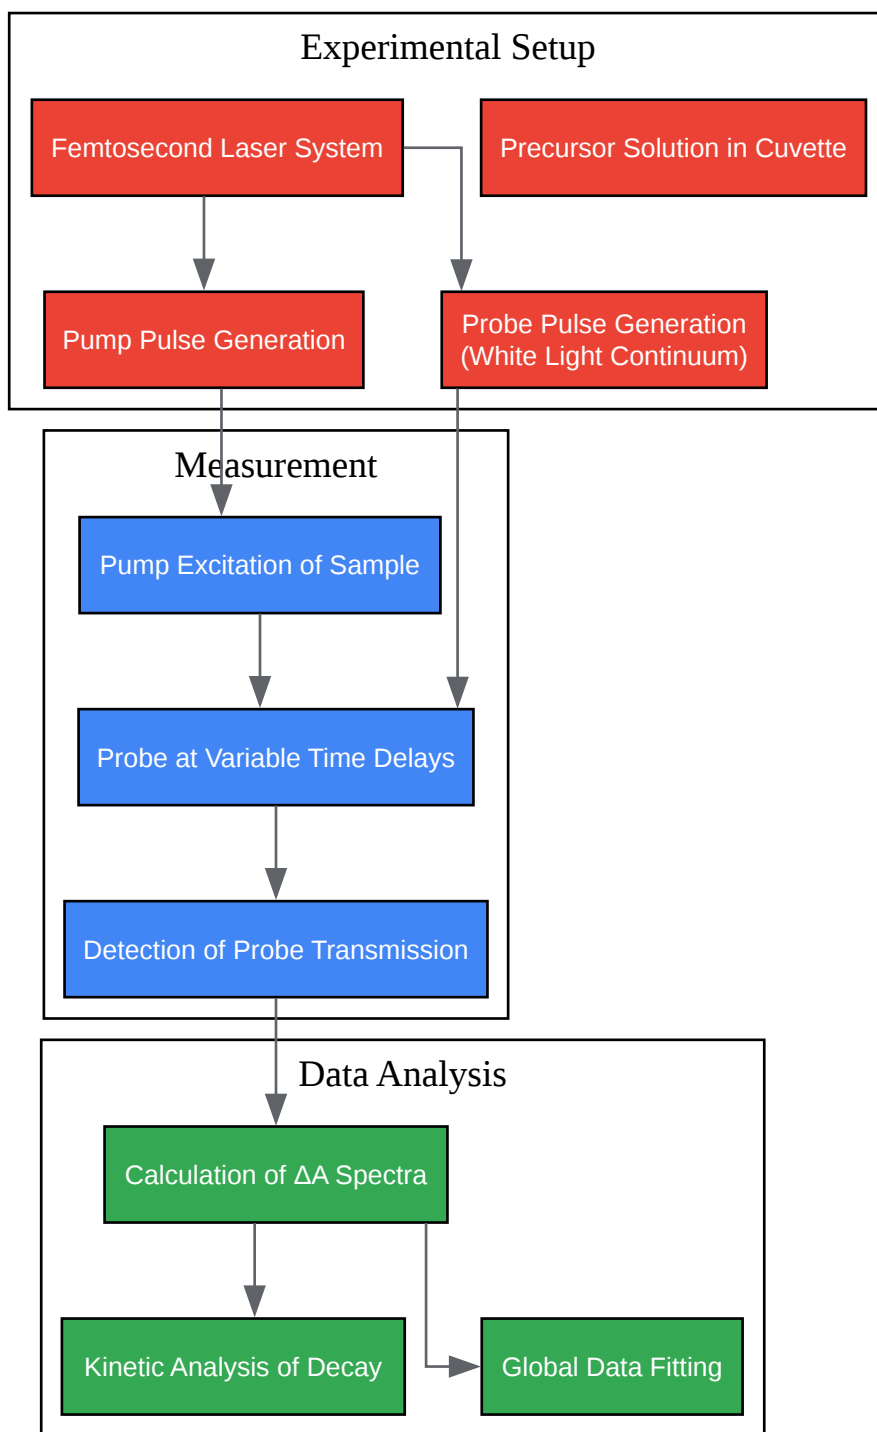 Experimental Setup
Femtosecond Laser System
Precursor Solution in Cuvette
Pump Pulse Generation
Probe Pulse Generation
(White Light Continuum)
Measurement
Pump Excitation of Sample
Probe at Variable Time Delays
Detection of Probe Transmission
Data Analysis
Calculation of ΔA Spectra
Kinetic Analysis of Decay
Global Data Fitting